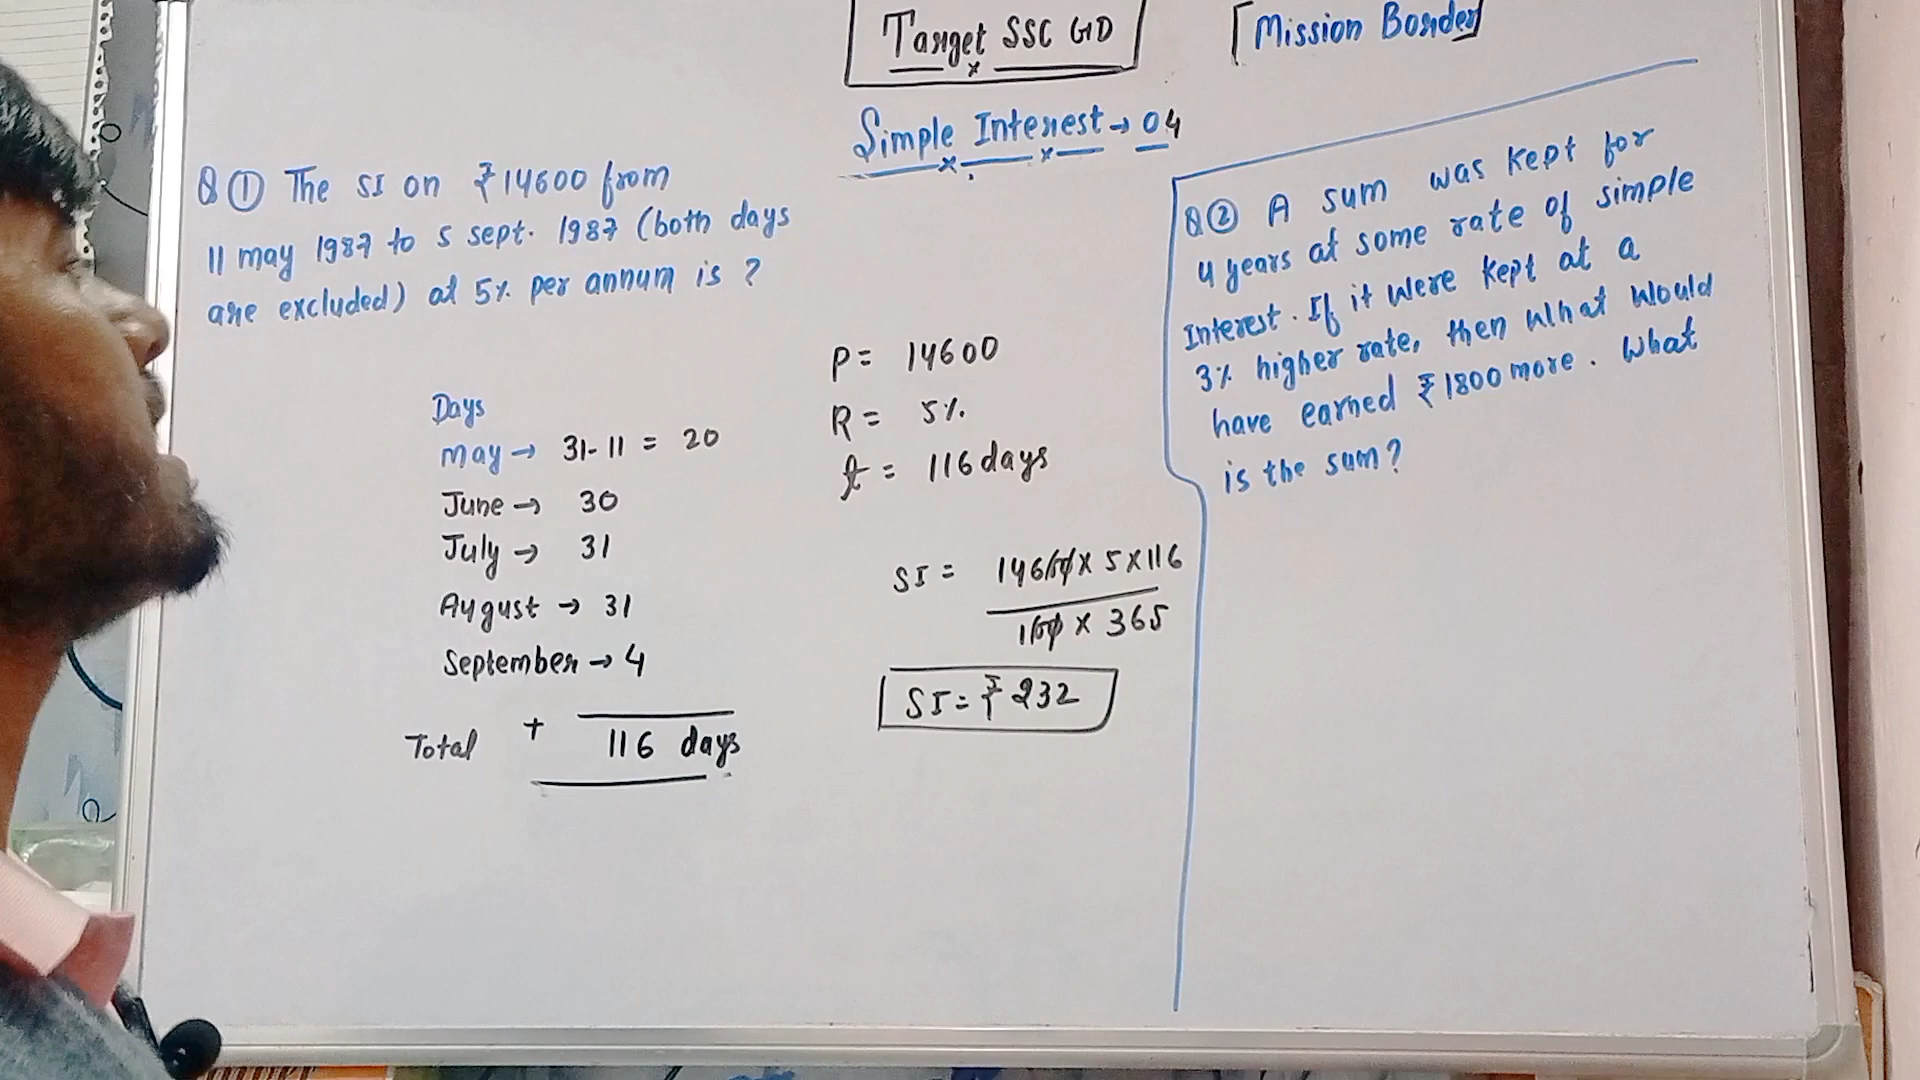 Target SSC GD
[Mission Border]
Simple Interest → 04
Q ① The SI on ₹14600 from
11 may 1987 to 5 sept. 1987 (both days
are excluded) at 5% per annum is ?
Days
may → 31-11 = 20
June → 30
July → 31
August → 31
September → 4
Total + 116 days
P = 14600
R = 5%
t = 116 days
SI = 14600 x 5 x 116
100 x 365
SI = ₹ 232
Q ② A sum was kept for
4 years at some rate of simple
Interest. If it were kept at a
3% higher rate, then what would
have earned ₹ 1800 more. What
is the sum?